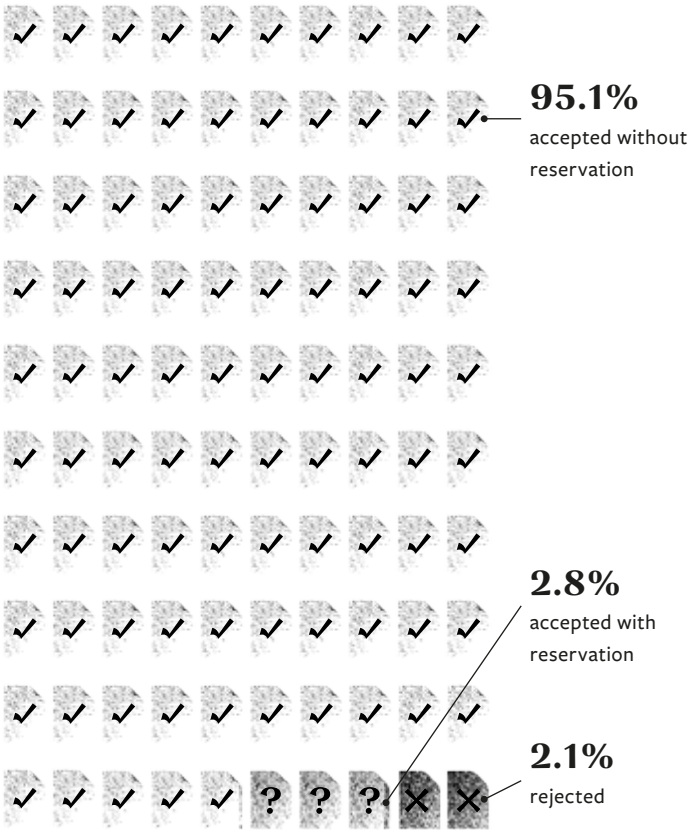 95.1%
accepted without
reservation
2.8%
accepted with
reservation
? ? ?
2.1%
rejected